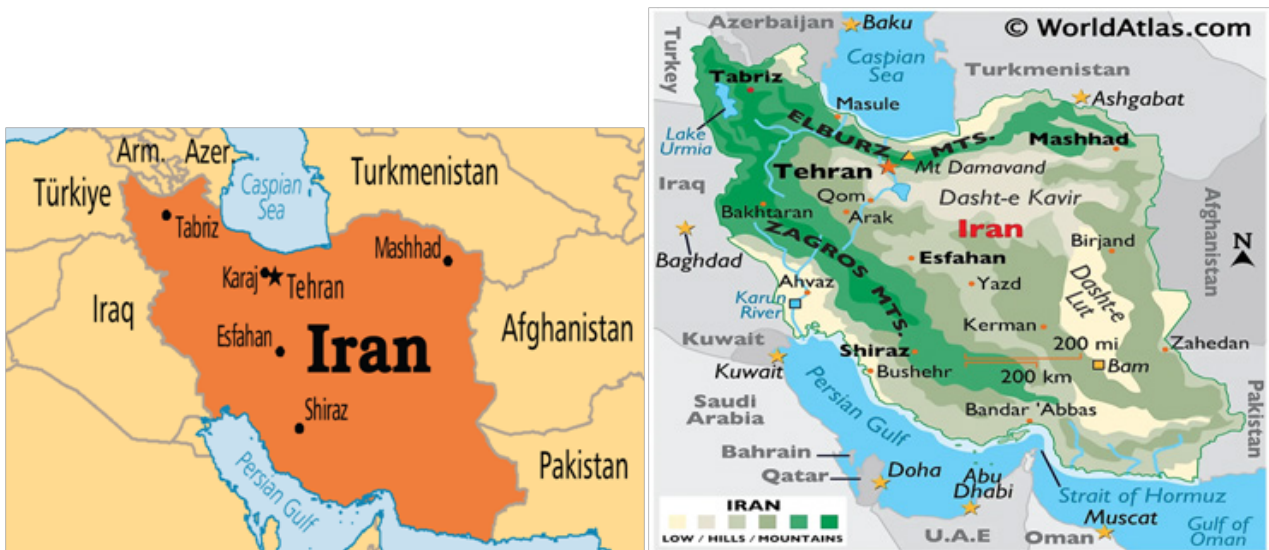 Arm.
Azer.
Türkiye
Caspian
Sea
Turkmenistan
Tabriz
Mashhad
Karaj
Tehran
Iraq
Esfahan
Iran
Afghanistan
Shiraz
Persian Gulf
Pakistan
© WorldAtlas.com
Azerbaijan
Baku
Turkey
Caspian
Sea
Turkmenistan
Tabriz
Ashgabat
Masule
Lake
Urmia
ELBURZ MTS.
Mashhad
Mt Damavand
Tehran
Iraq
Qom
Dasht-e Kavir
Bakhtaran
Arak
Iran
Afghanistan
N
Birjand
Baghdad
ZAGROS MTS.
Esfahan
Dasht-e
Lut
Ahvaz
Yazd
Karun
River
Kerman
200 mi
Zahedan
Kuwait
Shiraz
Bam
Kuwait
Bushehr
200 km
Saudi
Arabia
Persian Gulf
Bandar 'Abbas
Pakistan
Bahrain
Qatar
Doha
Abu
Dhabi
Strait of Hormuz
Muscat
Gulf of
Oman
U.A.E
Oman
IRAN
LOW / HILLS / MOUNTAINS